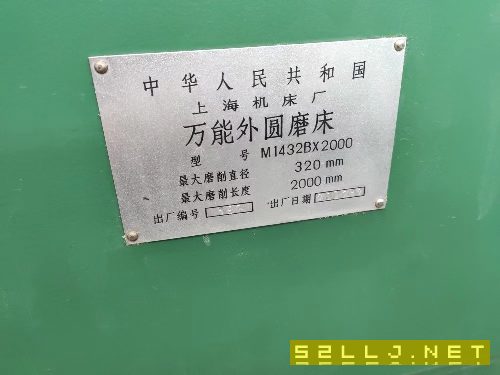 中华人民共和国
上海机床厂
万能外圆磨床
型号 M1432BX2000
最大磨削直径 320 mm
最大磨削长度 2000 mm
出厂编号 出厂日期
52LLJ.NET